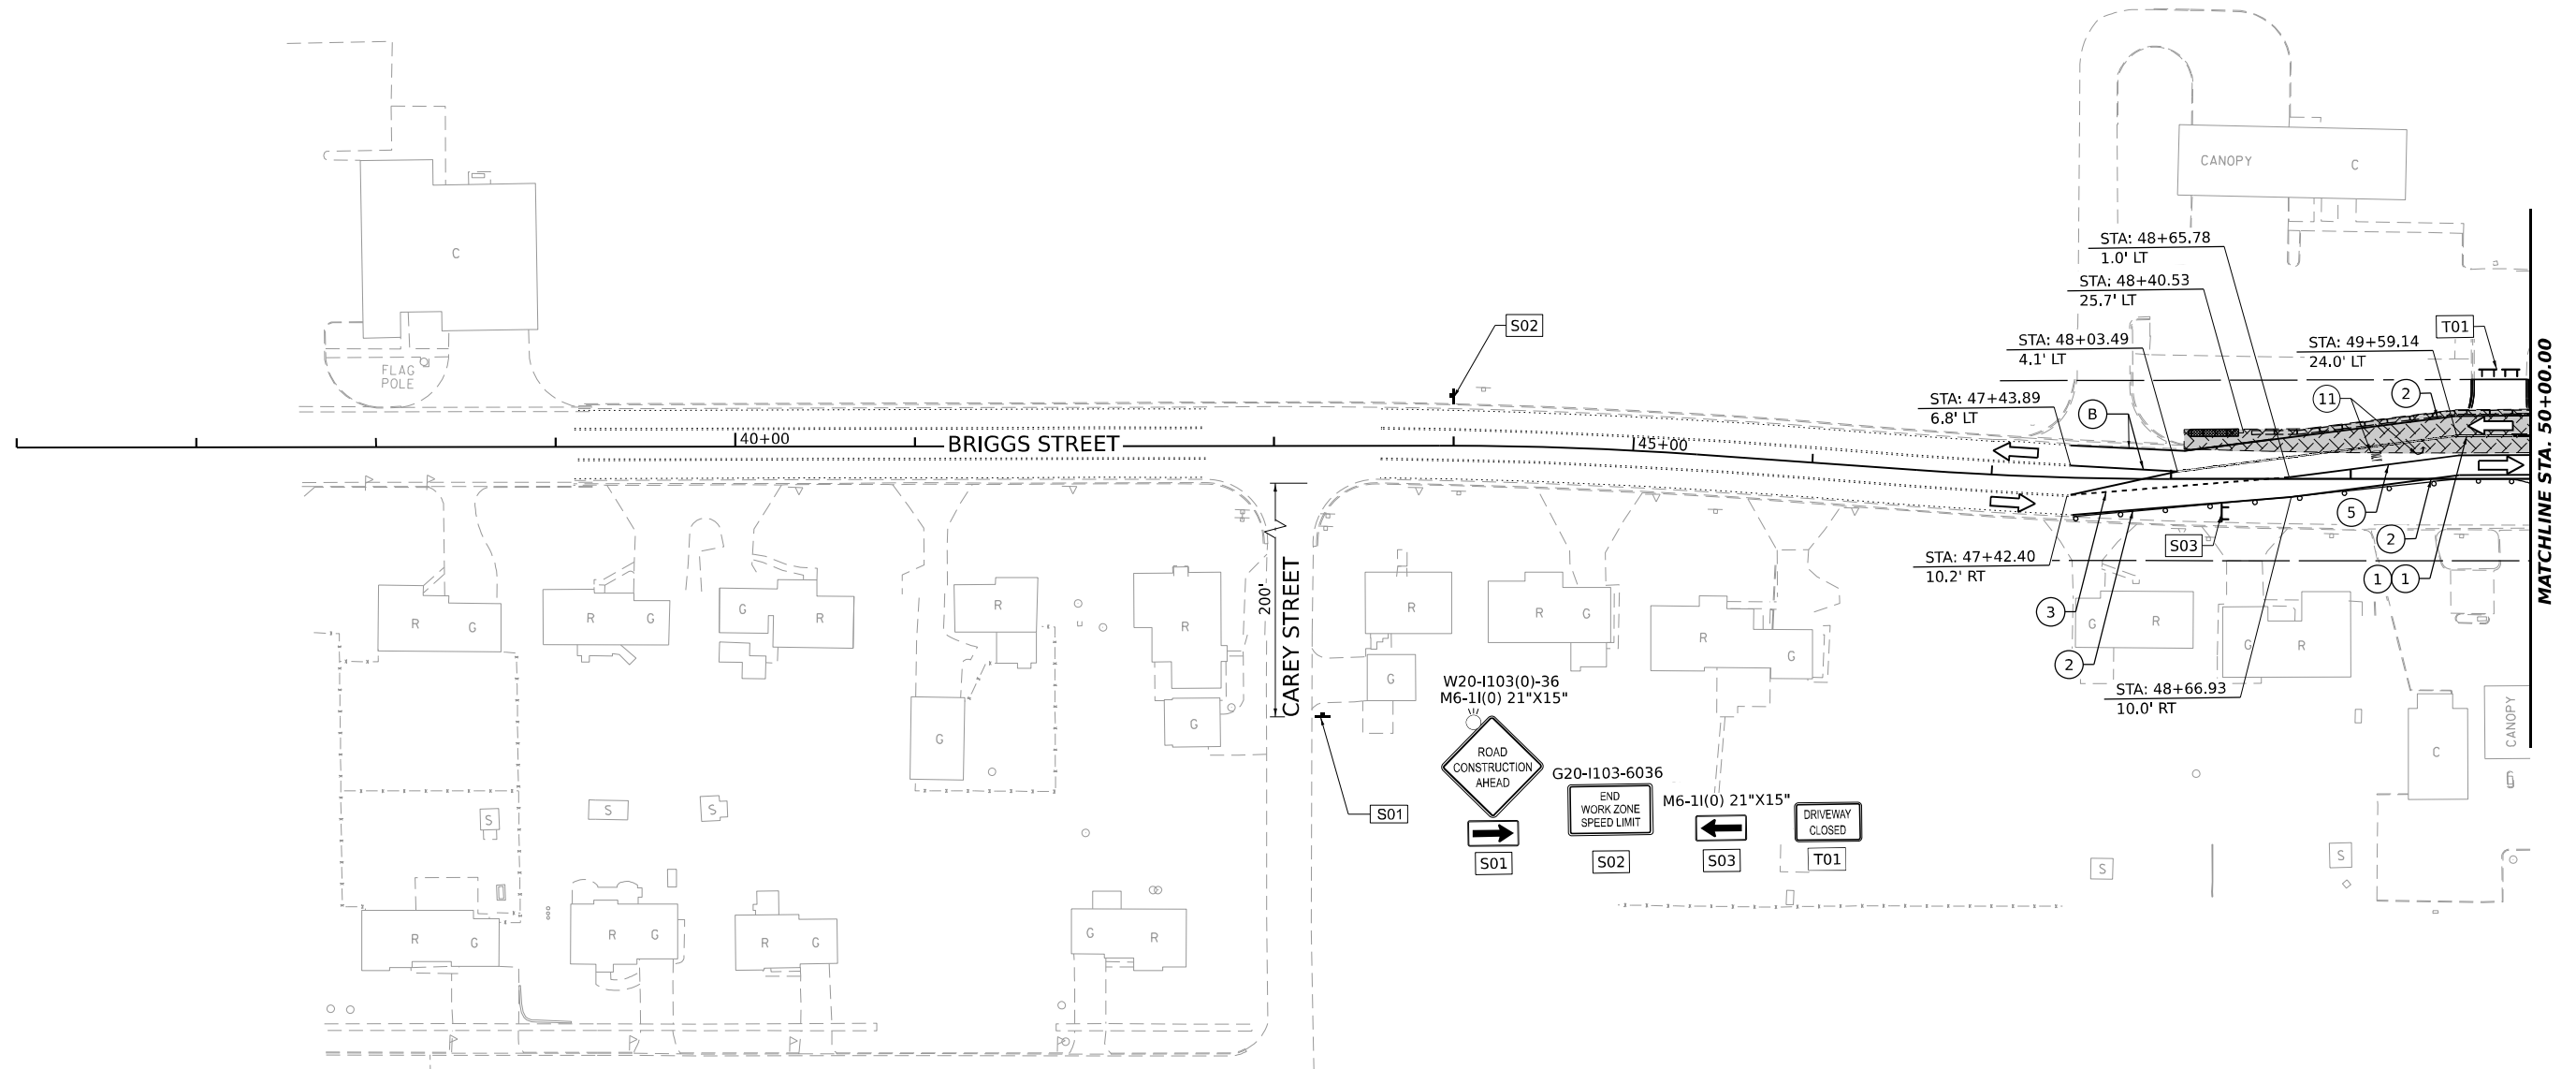 CANOPY
C
C
STA: 48+65.78
1.0' LT
STA: 48+40.53
25.7' LT
S02
T01
STA: 48+03.49
4.1' LT
STA: 49+59.14
24.0' LT
FLAG
POLE
STA: 47+43.89
6.8' LT
B
11
2
MATCHLINE STA. 50+00.00
40+00
BRIGGS STREET
45+00
5
2
S03
STA: 47+42.40
10.2' RT
1
1
3
2
200'
CAREY STREET
R
G
R
G
G
R
R
R
R
R
G
R
G
G
R
G
R
G
G
G
STA: 48+66.93
10.0' RT
W20-I103(0)-36
M6-1I(0) 21"X15"
ROAD
CONSTRUCTION
AHEAD
G20-I103-6036
END
WORK ZONE
SPEED LIMIT
M6-1I(0) 21"X15"
DRIVEWAY
CLOSED
S01
S01
S02
S03
T01
CANOPY
C
S
S
S
S
S
R
G
R
G
R
G
G
R